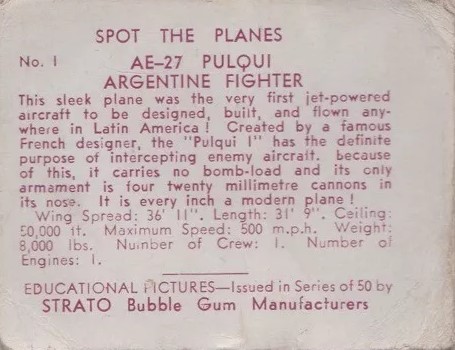 SPOT THE PLANES
No. 1 AE-27 PULQUI
ARGENTINE FIGHTER
This sleek plane was the very first jet-powered
aircraft to be designed, built, and flown any-
where in Latin America! Created by a famous
French designer, the "Pulqui I" has the definite
purpose of intercepting enemy aircraft. because
of this, it carries no bomb-load and its only
armament is four twenty millimetre cannons in
its nose. It is every inch a modern plane!
Wing Spread: 36' 11". Length: 31' 9". Ceiling:
50,000 ft. Maximum Speed: 500 m.p.h. Weight:
8,000 lbs. Number of Crew: 1. Number of
Engines: 1.
EDUCATIONAL PICTURES—Issued in Series of 50 by
STRATO Bubble Gum Manufacturers